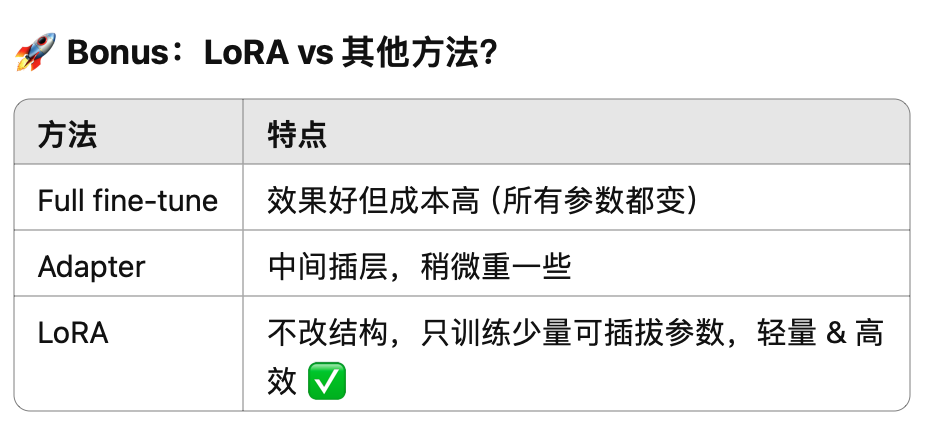 🚀 Bonus：LoRA vs 其他方法？
方法 特点
Full fine-tune 效果好但成本高（所有参数都变）
Adapter 中间插层，稍微重一些
LoRA 不改结构，只训练少量可插拔参数，轻量 & 高
效 ✅